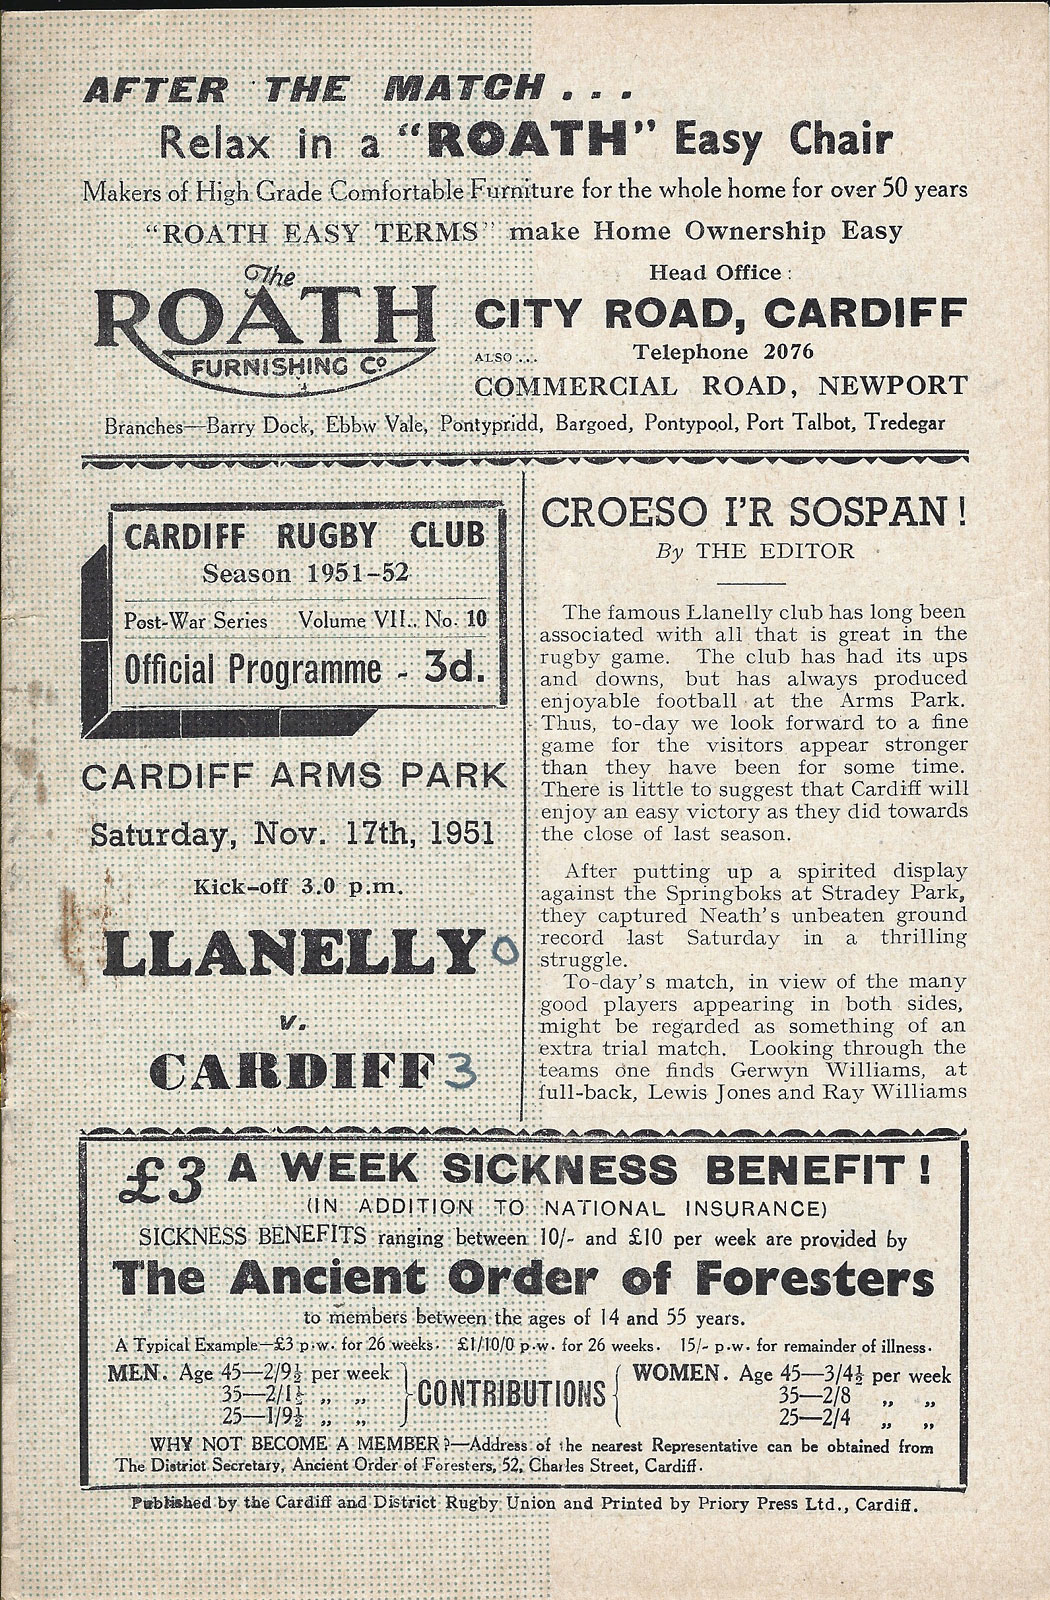 AFTER THE MATCH . . .
Relax in a "ROATH" Easy Chair
Makers of High Grade Comfortable Furniture for the whole home for over 50 years
"ROATH EASY TERMS" make Home Ownership Easy
The
ROATH
FURNISHING Co
Head Office :
CITY ROAD, CARDIFF
ALSO ... Telephone 2076
COMMERCIAL ROAD, NEWPORT
Branches—Barry Dock, Ebbw Vale, Pontypridd, Bargoed, Pontypool, Port Talbot, Tredegar
CARDIFF RUGBY CLUB
Season 1951-52
Post-War Series Volume VII.. No. 10
Official Programme - 3d.
CARDIFF ARMS PARK
Saturday, Nov. 17th, 1951
Kick-off 3.0 p.m.
LLANELLY 0
v.
CARDIFF 3
CROESO I'R SOSPAN !
By THE EDITOR
The famous Llanelly club has long been
associated with all that is great in the
rugby game. The club has had its ups
and downs, but has always produced
enjoyable football at the Arms Park.
Thus, to-day we look forward to a fine
game for the visitors appear stronger
than they have been for some time.
There is little to suggest that Cardiff will
enjoy an easy victory as they did towards
the close of last season.
After putting up a spirited display
against the Springboks at Stradey Park,
they captured Neath's unbeaten ground
record last Saturday in a thrilling
struggle.
To-day's match, in view of the many
good players appearing in both sides,
might be regarded as something of an
extra trial match. Looking through the
teams one finds Gerwyn Williams, at
full-back, Lewis Jones and Ray Williams
£3 A WEEK SICKNESS BENEFIT !
(IN ADDITION TO NATIONAL INSURANCE)
SICKNESS BENEFITS ranging between 10/- and £10 per week are provided by
The Ancient Order of Foresters
to members between the ages of 14 and 55 years.
A Typical Example—£3 p.w. for 26 weeks. £1/10/0 p.w. for 26 weeks. 15/- p.w. for remainder of illness.
MEN. Age 45—2/9½ per week
35—2/1½ „ „
25—1/9½ „ „
CONTRIBUTIONS
WOMEN. Age 45—3/4½ per week
35—2/8 „ „
25—2/4 „ „
WHY NOT BECOME A MEMBER?—Address of the nearest Representative can be obtained from
The District Secretary, Ancient Order of Foresters, 52, Charles Street, Cardiff.
Published by the Cardiff and District Rugby Union and Printed by Priory Press Ltd., Cardiff.